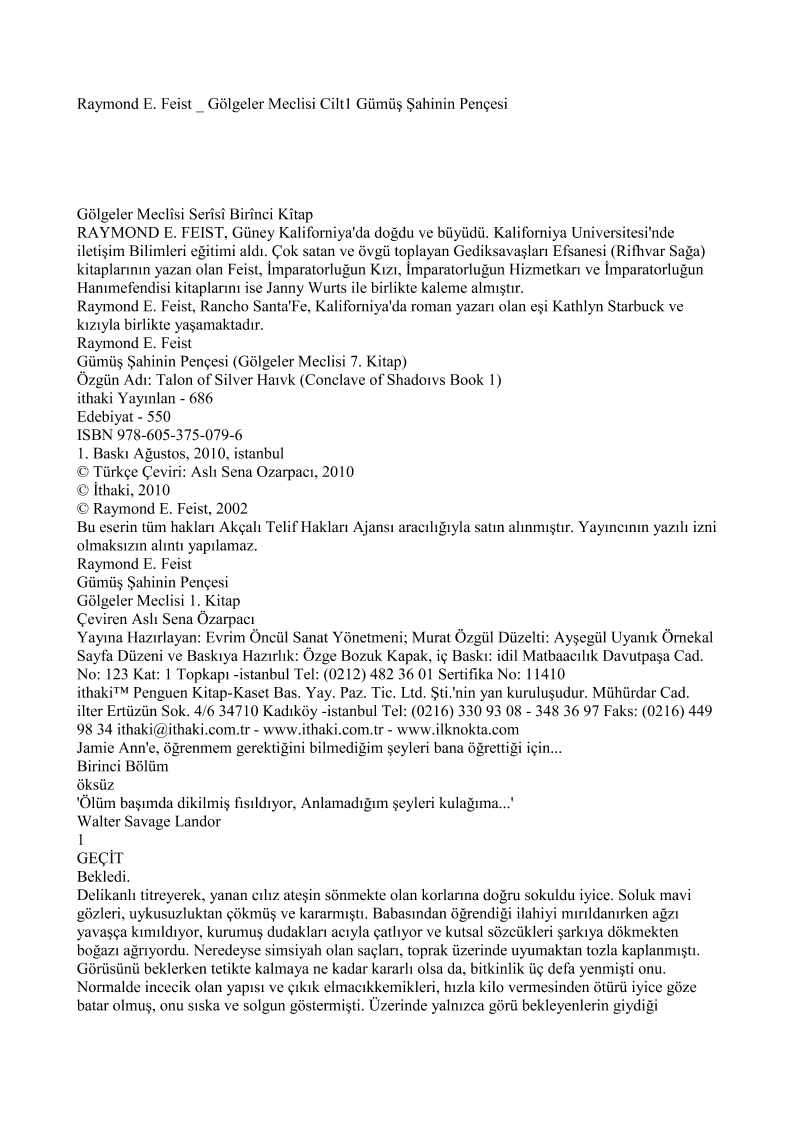 Raymond E. Feist _ Gölgeler Meclisi Cilt1 Gümüş Şahinin Pençesi
Gölgeler Meclîsi Serîsî Birînci Kîtap
RAYMOND E. FEIST, Güney Kaliforniya'da doğdu ve büyüdü. Kaliforniya Universitesi'nde
iletişim Bilimleri eğitimi aldı. Çok satan ve övgü toplayan Gediksavaşları Efsanesi (Rifhvar Sağa)
kitaplarının yazan olan Feist, İmparatorluğun Kızı, İmparatorluğun Hizmetkarı ve İmparatorluğun
Hanımefendisi kitaplarını ise Janny Wurts ile birlikte kaleme almıştır.
Raymond E. Feist, Rancho Santa'Fe, Kaliforniya'da roman yazarı olan eşi Kathlyn Starbuck ve
kızıyla birlikte yaşamaktadır.
Raymond E. Feist
Gümüş Şahinin Pençesi (Gölgeler Meclisi 7. Kitap)
Özgün Adı: Talon of Silver Haıvk (Conclave of Shadoıvs Book 1)
ithaki Yayınlan - 686
Edebiyat - 550
ISBN 978-605-375-079-6
1. Baskı Ağustos, 2010, istanbul
© Türkçe Çeviri: Aslı Sena Ozarpacı, 2010
© İthaki, 2010
© Raymond E. Feist, 2002
Bu eserin tüm hakları Akçalı Telif Hakları Ajansı aracılığıyla satın alınmıştır. Yayıncının yazılı izni
olmaksızın alıntı yapılamaz.
Raymond E. Feist
Gümüş Şahinin Pençesi
Gölgeler Meclisi 1. Kitap
Çeviren Aslı Sena Özarpacı
Yayına Hazırlayan: Evrim Öncül Sanat Yönetmeni; Murat Özgül Düzelti: Ayşegül Uyanık Örnekal
Sayfa Düzeni ve Baskıya Hazırlık: Özge Bozuk Kapak, iç Baskı: idil Matbaacılık Davutpaşa Cad.
No: 123 Kat: 1 Topkapı -istanbul Tel: (0212) 482 36 01 Sertifika No: 11410
ithaki™ Penguen Kitap-Kaset Bas. Yay. Paz. Tic. Ltd. Şti.'nin yan kuruluşudur. Mühürdar Cad.
ilter Ertüzün Sok. 4/6 34710 Kadıköy -istanbul Tel: (0216) 330 93 08 - 348 36 97 Faks: (0216) 449
98 34 ithaki@ithaki.com.tr - www.ithaki.com.tr - www.ilknokta.com
Jamie Ann'e, öğrenmem gerektiğini bilmediğim şeyleri bana öğrettiği için...
Birinci Bölüm
öksüz
'Ölüm başımda dikilmiş fısıldıyor, Anlamadığım şeyleri kulağıma...'
Walter Savage Landor
1
GEÇİT
Bekledi.
Delikanlı titreyerek, yanan cılız ateşin sönmekte olan korlarına doğru sokuldu iyice. Soluk mavi
gözleri, uykusuzluktan çökmüş ve kararmıştı. Babasından öğrendiği ilahiyi mırıldanırken ağzı
yavaşça kımıldıyor, kurumuş dudakları acıyla çatlıyor ve kutsal sözcükleri şarkıya dökmekten
boğazı ağrıyordu. Neredeyse simsiyah olan saçları, toprak üzerinde uyumaktan tozla kaplanmıştı.
Görüsünü beklerken tetikte kalmaya ne kadar kararlı olsa da, bitkinlik üç defa yenmişti onu.
Normalde incecik olan yapısı ve çıkık elmacıkkemikleri, hızla kilo vermesinden ötürü iyice göze
batar olmuş, onu sıska ve solgun göstermişti. Üzerinde yalnızca görü bekleyenlerin giydiği